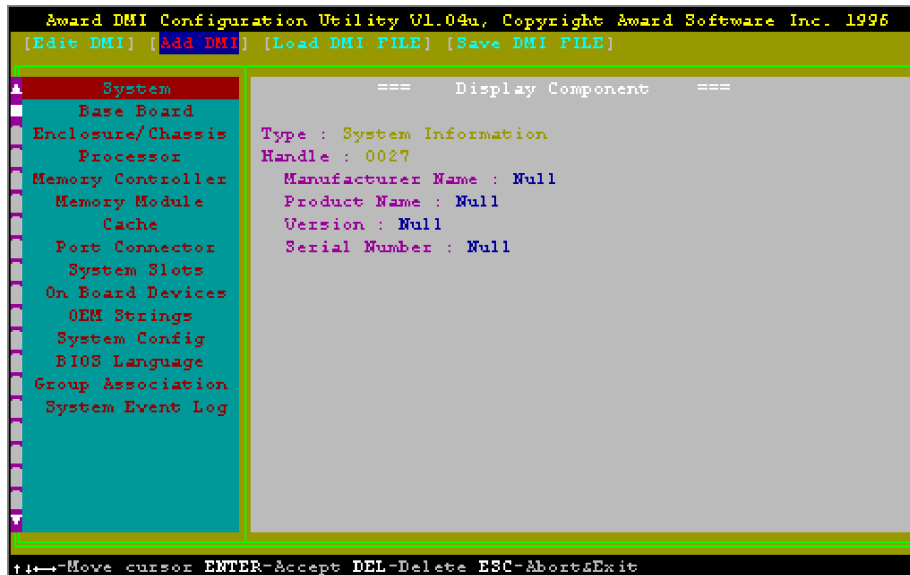 Award DMI Configuration Utility V1.04u, Copyright Award Software Inc. 1996
[Edit DMI] [Add DMI] [Load DMI FILE] [Save DMI FILE]
System
Base Board
Enclosure/Chassis
Processor
Memory Controller
Memory Module
Cache
Port Connector
System Slots
On Board Devices
OEM Strings
System Config
BIOS Language
Group Association
System Event Log
=== Display Component ===
Type : System Information
Handle : 0027
Manufacturer Name : Null
Product Name : Null
Version : Null
Serial Number : Null
↑↓←→-Move cursor ENTER-Accept DEL-Delete ESC-Abort&Exit